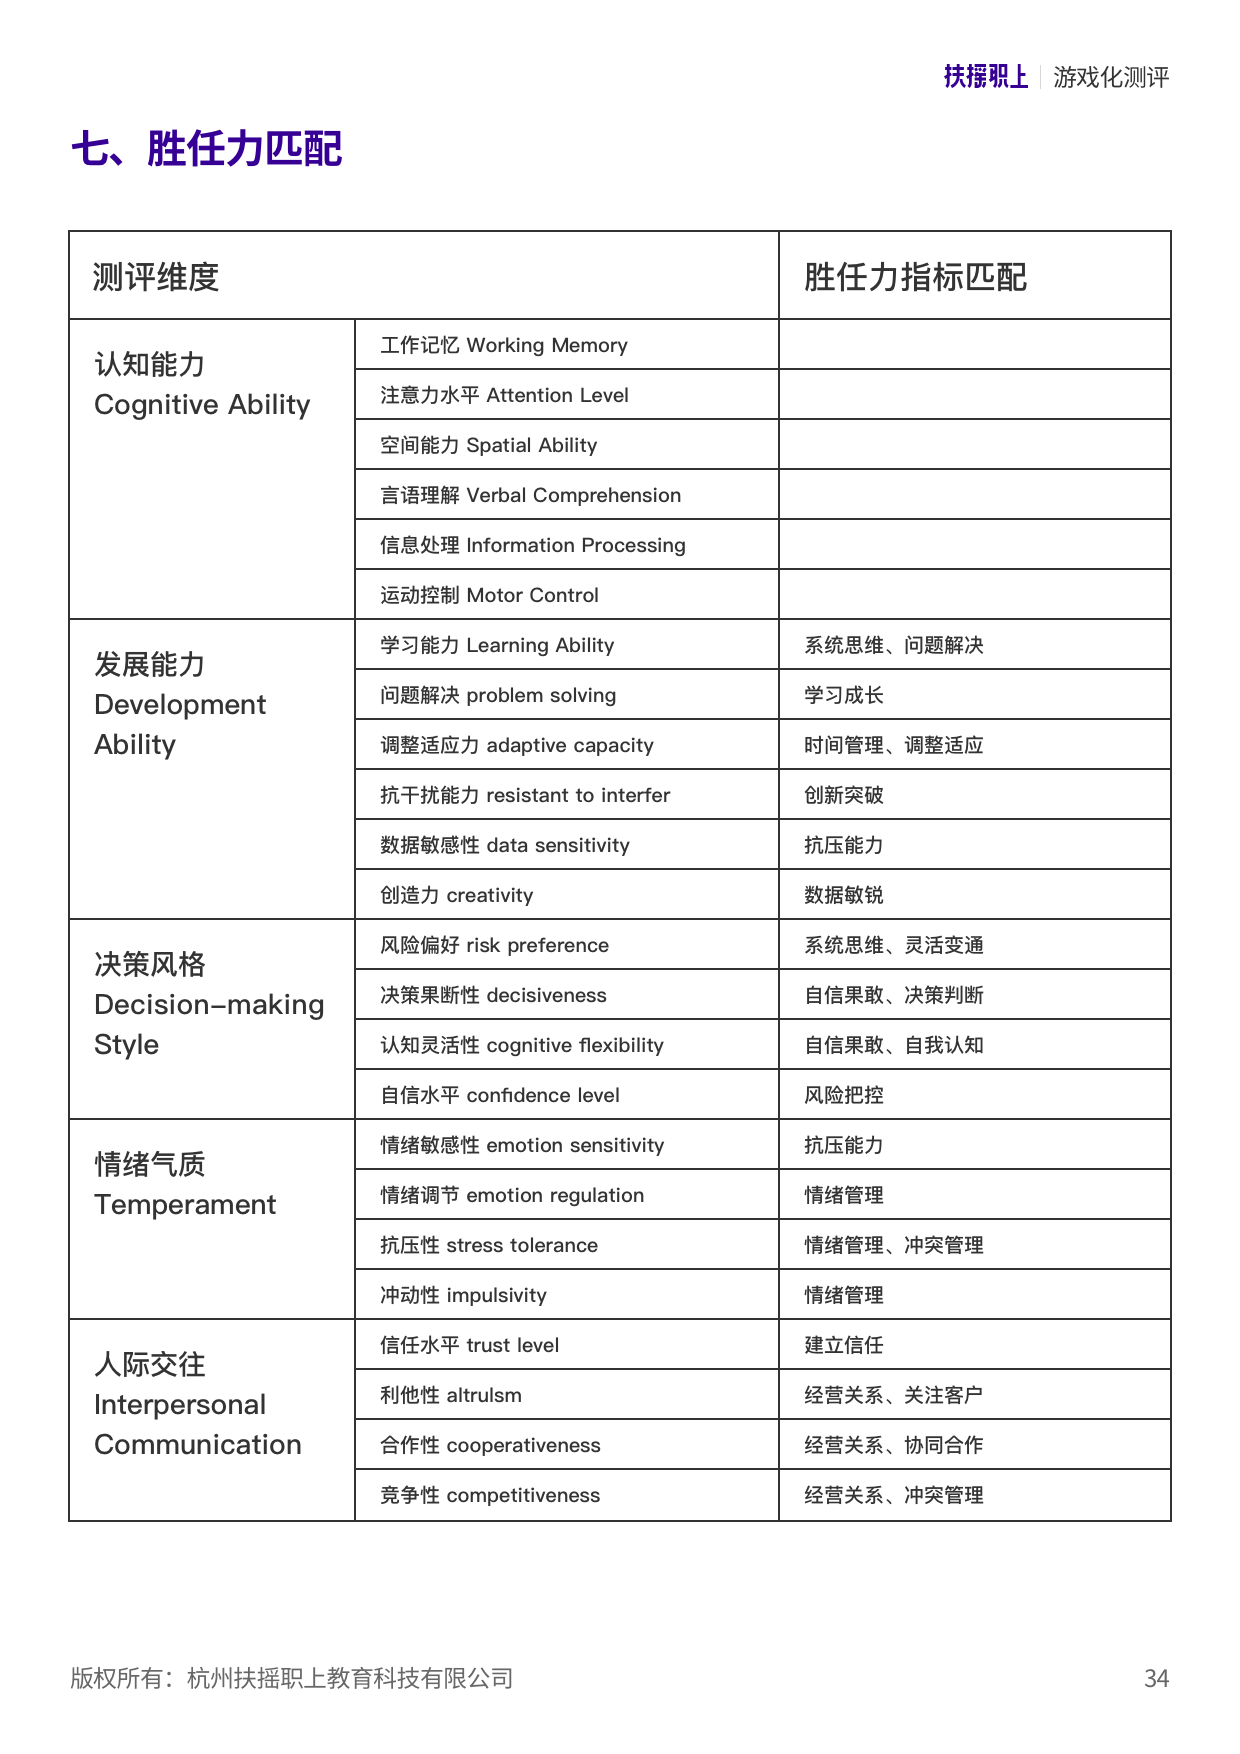 扶摇职上 游戏化测评
七、胜任力匹配
测评维度 胜任力指标匹配
认知能力
Cognitive Ability
工作记忆 Working Memory
注意力水平 Attention Level
空间能力 Spatial Ability
言语理解 Verbal Comprehension
信息处理 Information Processing
运动控制 Motor Control
发展能力
Development
Ability
学习能力 Learning Ability 系统思维、问题解决
问题解决 problem solving 学习成长
调整适应力 adaptive capacity 时间管理、调整适应
抗干扰能力 resistant to interfer 创新突破
数据敏感性 data sensitivity 抗压能力
创造力 creativity 数据敏锐
决策风格
Decision–making
Style
风险偏好 risk preference 系统思维、灵活变通
决策果断性 decisiveness 自信果敢、决策判断
认知灵活性 cognitive flexibility 自信果敢、自我认知
自信水平 confidence level 风险把控
情绪气质
Temperament
情绪敏感性 emotion sensitivity 抗压能力
情绪调节 emotion regulation 情绪管理
抗压性 stress tolerance 情绪管理、冲突管理
冲动性 impulsivity 情绪管理
人际交往
Interpersonal
Communication
信任水平 trust level 建立信任
利他性 altrulsm 经营关系、关注客户
合作性 cooperativeness 经营关系、协同合作
竞争性 competitiveness 经营关系、冲突管理
版权所有：杭州扶摇职上教育科技有限公司 34